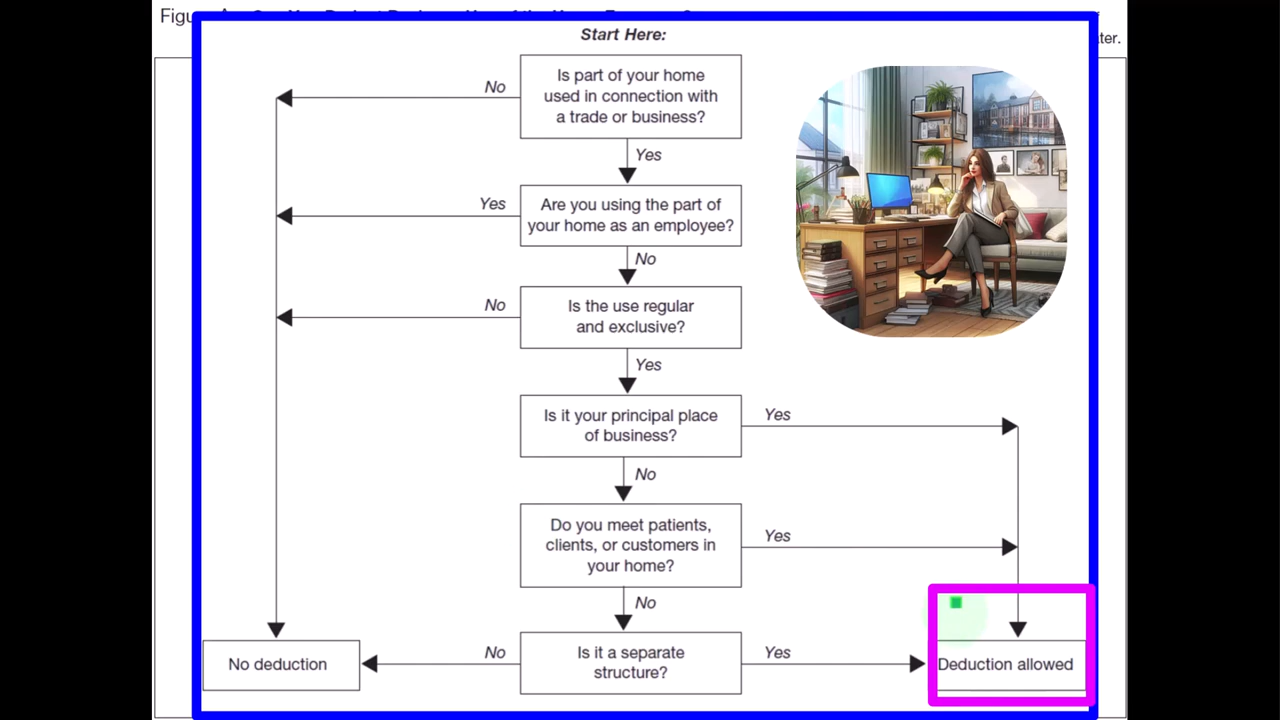 Figu
ater.
Start Here:
Is part of your home
used in connection with
a trade or business?
No
Yes
Are you using the part of
your home as an employee?
Yes
No
Is the use regular
and exclusive?
No
Yes
Is it your principal place
of business?
Yes
No
Do you meet patients,
clients, or customers in
your home?
Yes
No
Is it a separate
structure?
No
Yes
No deduction
Deduction allowed